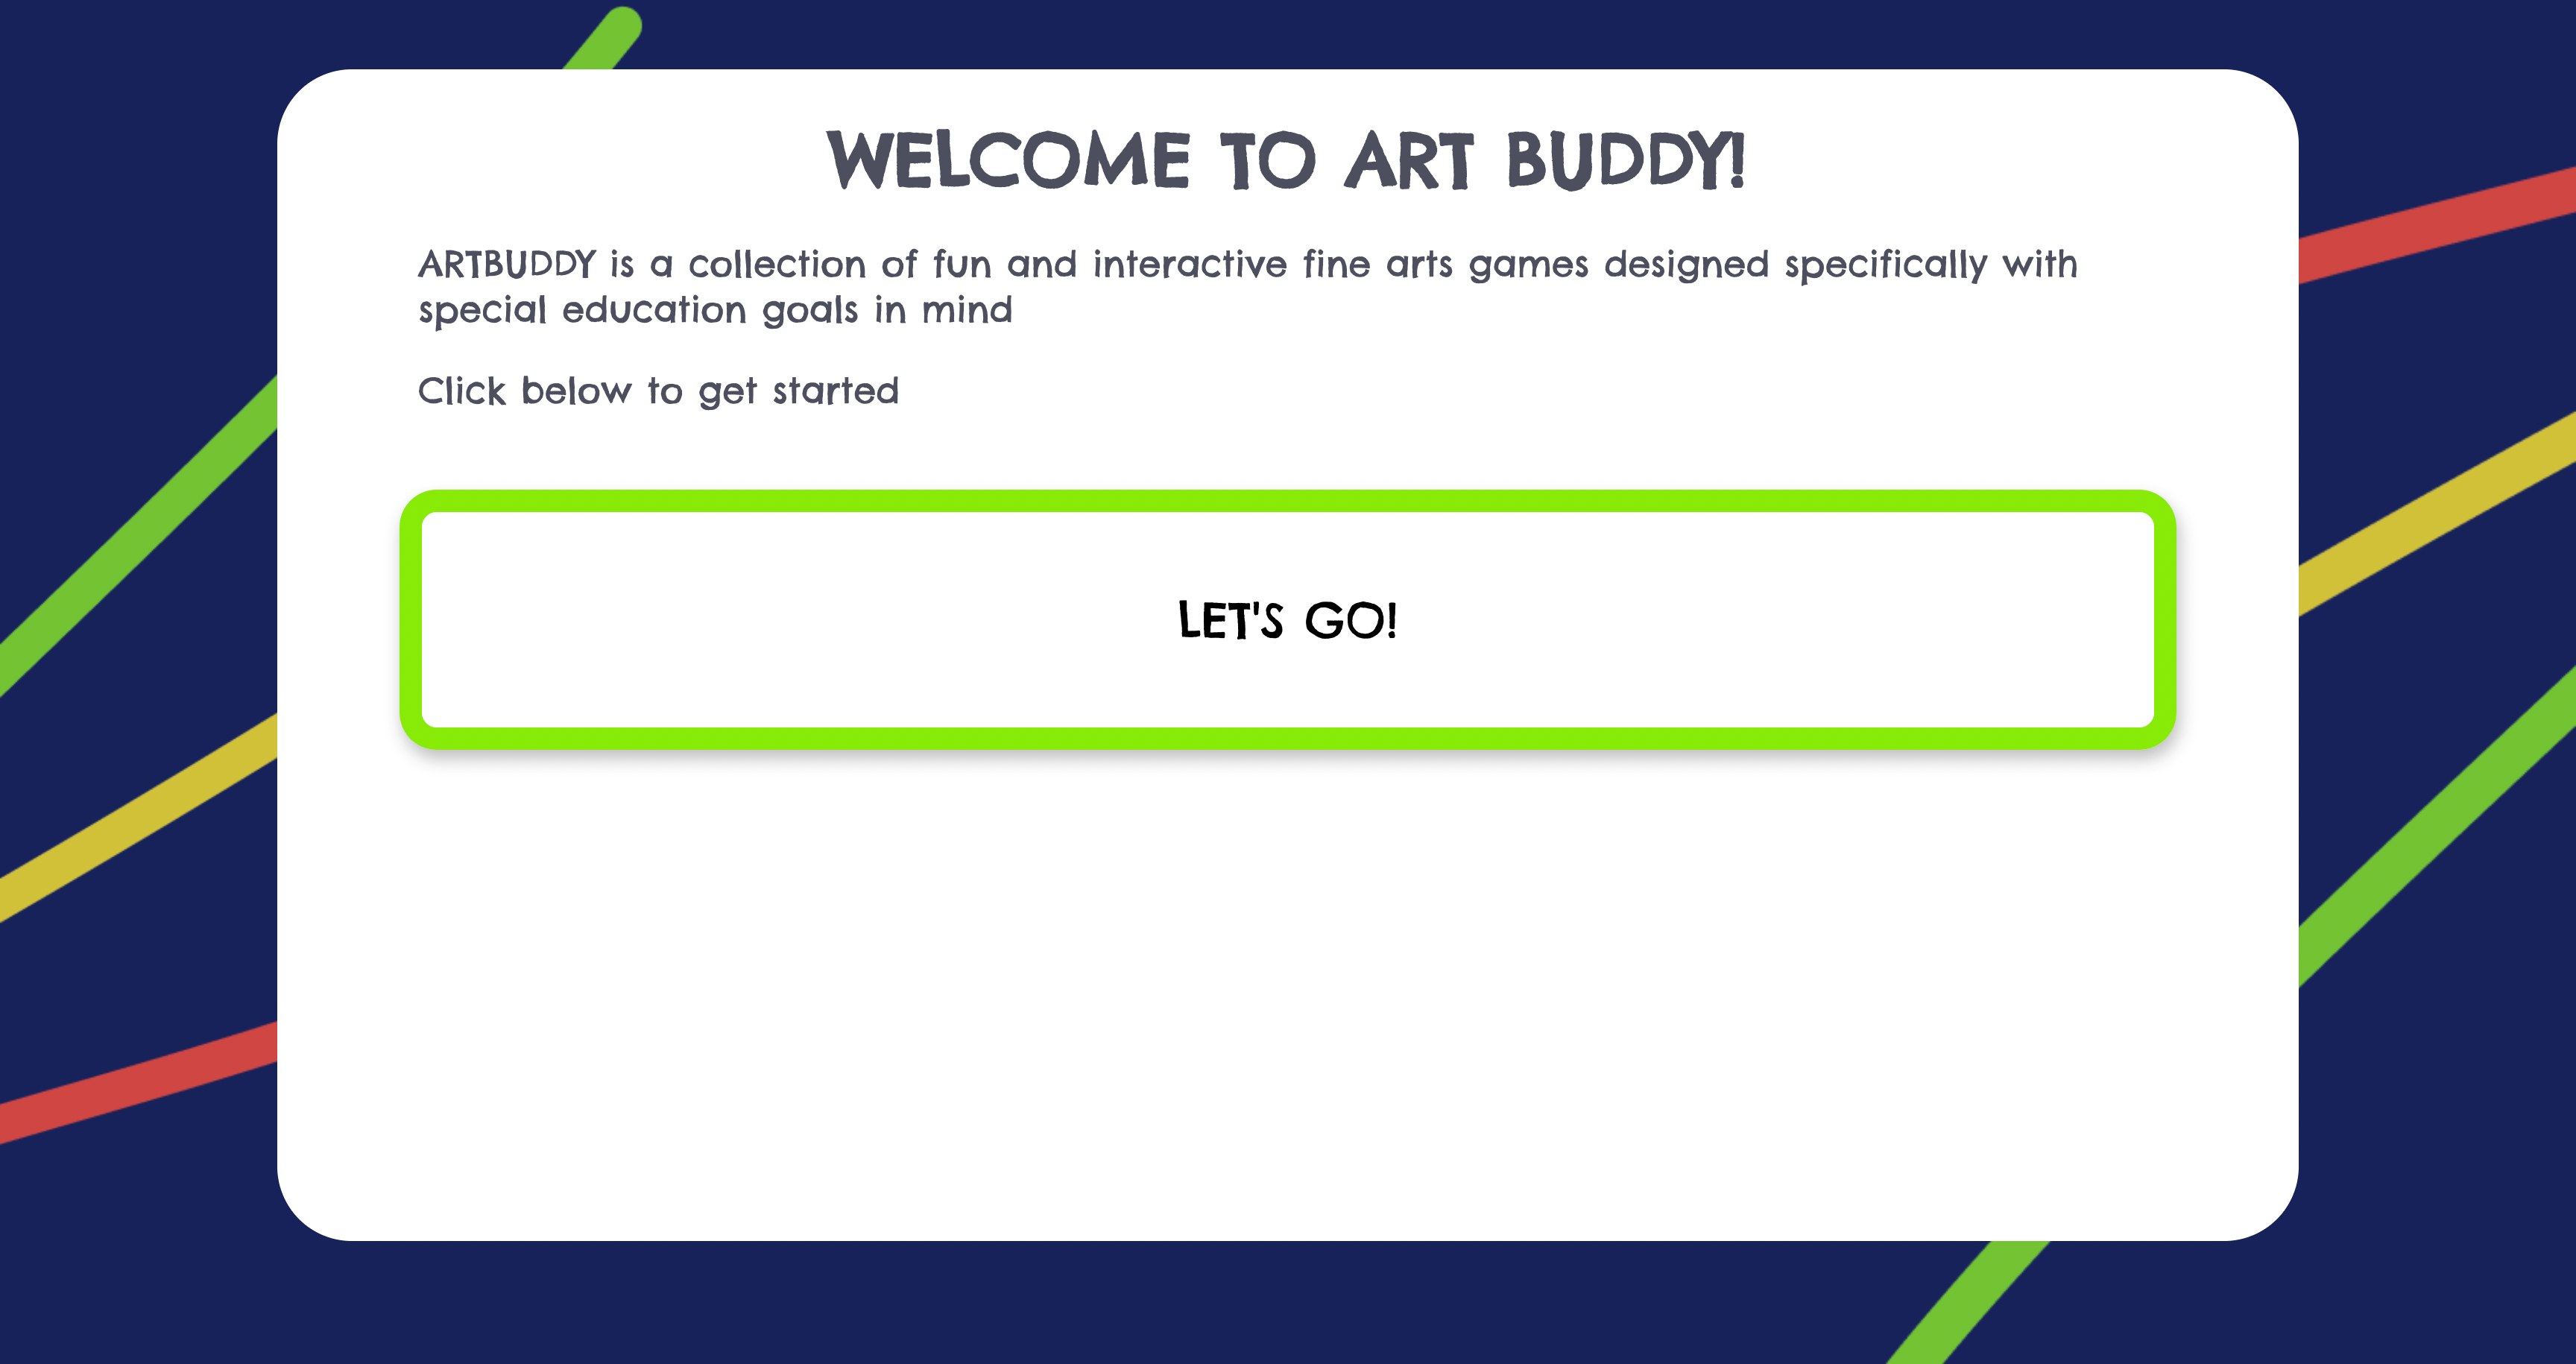 WELCOME TO ART BUDDY!
ARTBUDDY is a collection of fun and interactive fine arts games designed specifically with
special education goals in mind
Click below to get started
LET'S GO!